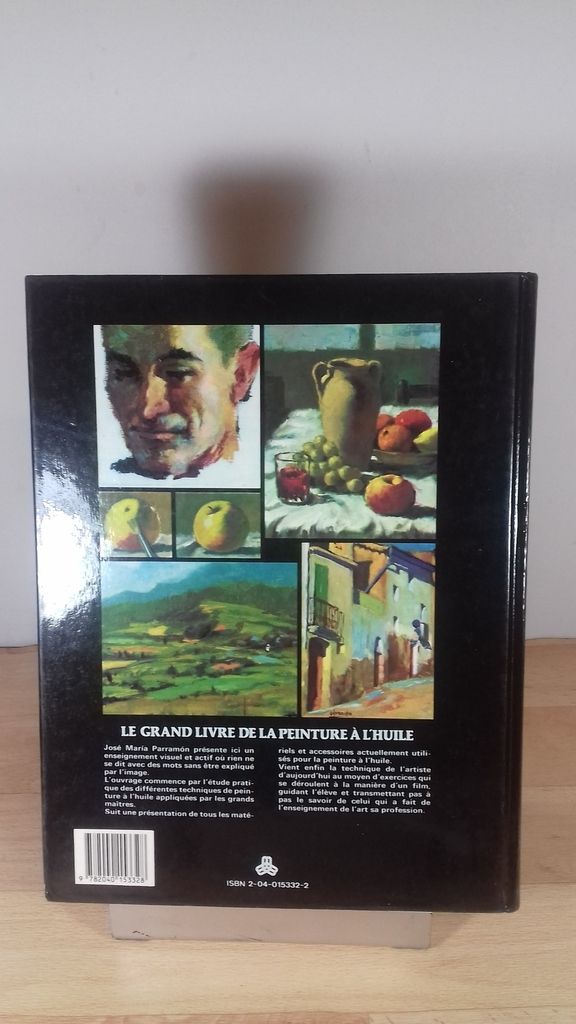 LE GRAND LIVRE DE LA PEINTURE À L'HUILE
José María Parramón présente ici un
enseignement visuel et actif où rien ne
se dit avec des mots sans être expliqué
par l'image.
L'ouvrage commence par l'étude prati-
que des différentes techniques de pein-
ture à l'huile appliquées par les grands
maîtres.
Suit une présentation de tous les maté-
riels et accessoires actuellement utili-
sés pour la peinture à l'huile.
Vient enfin la technique de l'artiste
d'aujourd'hui au moyen d'exercices qui
se déroulent à la manière d'un film,
guidant l'élève et transmettant pas à
pas le savoir de celui qui a fait de
l'enseignement de l'art sa profession.
9 782040 153328
ISBN 2-04-015332-2